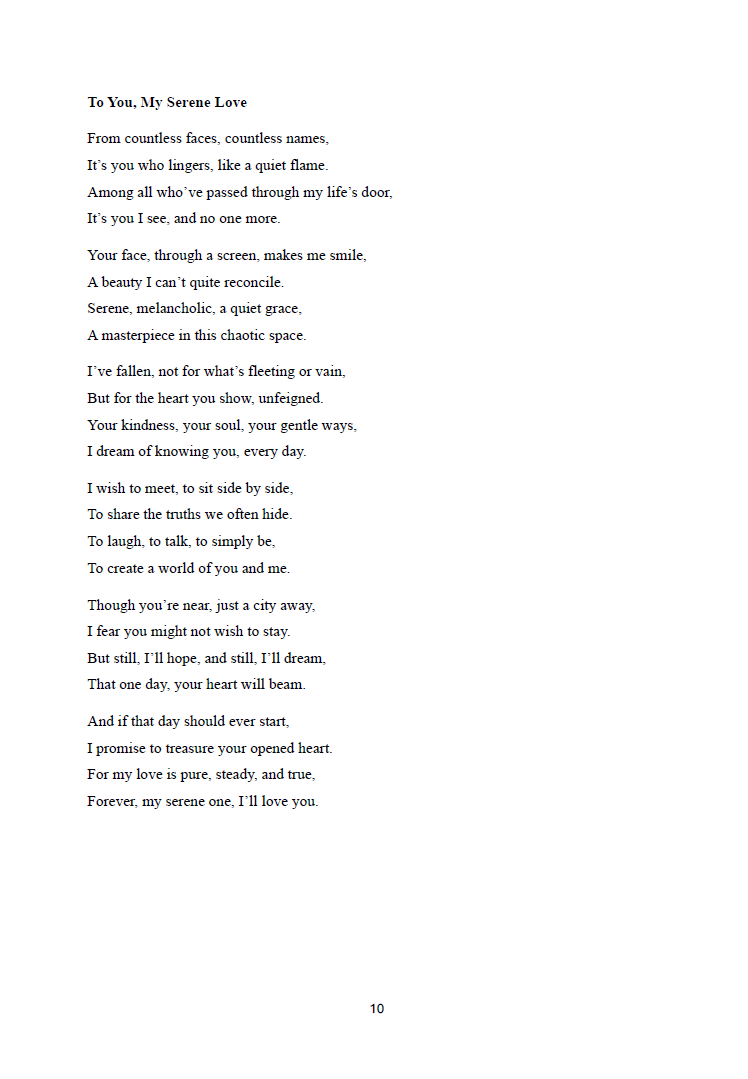 To You, My Serene Love
From countless faces, countless names,
It’s you who lingers, like a quiet flame.
Among all who’ve passed through my life’s door,
It’s you I see, and no one more.
Your face, through a screen, makes me smile,
A beauty I can’t quite reconcile.
Serene, melancholic, a quiet grace,
A masterpiece in this chaotic space.
I’ve fallen, not for what’s fleeting or vain,
But for the heart you show, unfeigned.
Your kindness, your soul, your gentle ways,
I dream of knowing you, every day.
I wish to meet, to sit side by side,
To share the truths we often hide.
To laugh, to talk, to simply be,
To create a world of you and me.
Though you’re near, just a city away,
I fear you might not wish to stay.
But still, I’ll hope, and still, I’ll dream,
That one day, your heart will beam.
And if that day should ever start,
I promise to treasure your opened heart.
For my love is pure, steady, and true,
Forever, my serene one, I’ll love you.
10